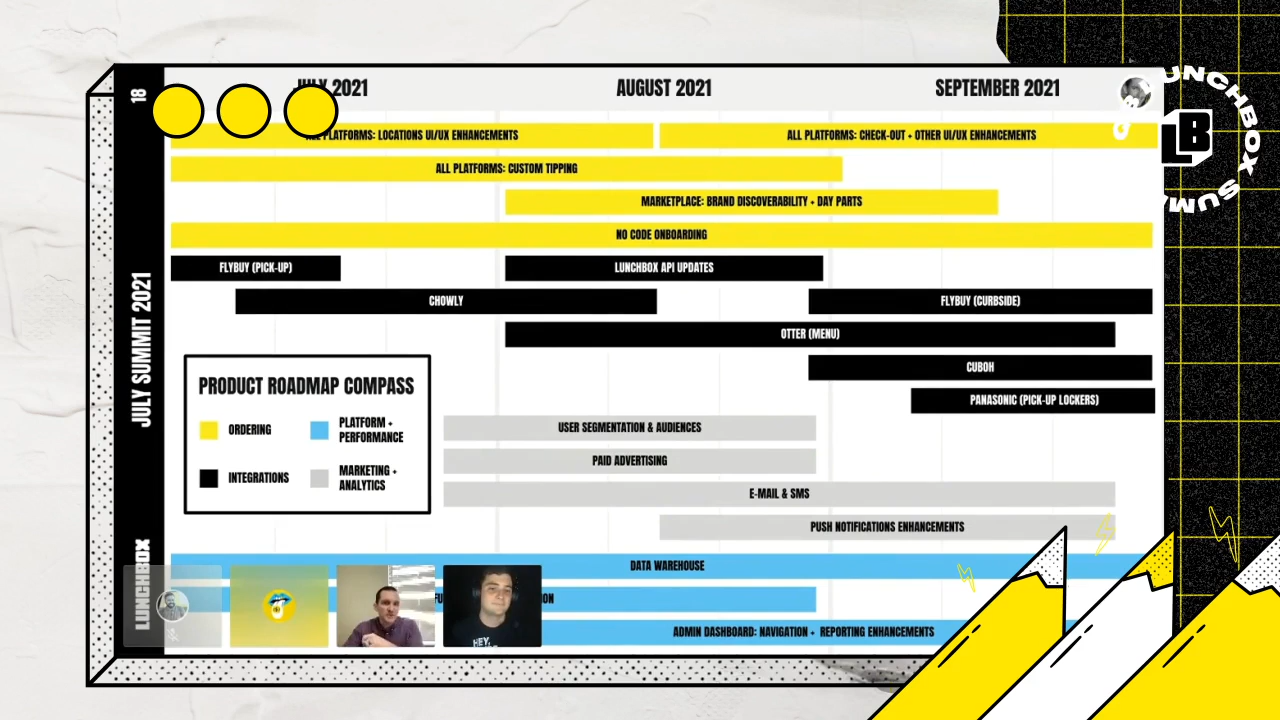 18
JULY SUMMIT 2021
LUNCHBOX
JULY 2021
AUGUST 2021
SEPTEMBER 2021
PLATFORMS: LOCATIONS UI/UX ENHANCEMENTS
ALL PLATFORMS: CHECK-OUT + OTHER UI/UX ENHANCEMENTS
ALL PLATFORMS: CUSTOM TIPPING
MARKETPLACE: BRAND DISCOVERABILITY + DAY PARTS
NO CODE ONBOARDING
FLYBUY (PICK-UP)
LUNCHBOX API UPDATES
CHOWLY
FLYBUY (CURBSIDE)
OTTER (MENU)
CUBOH
PANASONIC (PICK-UP LOCKERS)
PRODUCT ROADMAP COMPASS
ORDERING
PLATFORM +
PERFORMANCE
INTEGRATIONS
MARKETING +
ANALYTICS
USER SEGMENTATION & AUDIENCES
PAID ADVERTISING
E-MAIL & SMS
PUSH NOTIFICATIONS ENHANCEMENTS
DATA WAREHOUSE
ADMIN DASHBOARD: NAVIGATION + REPORTING ENHANCEMENTS
HEY,
LUNCHBOX
LB